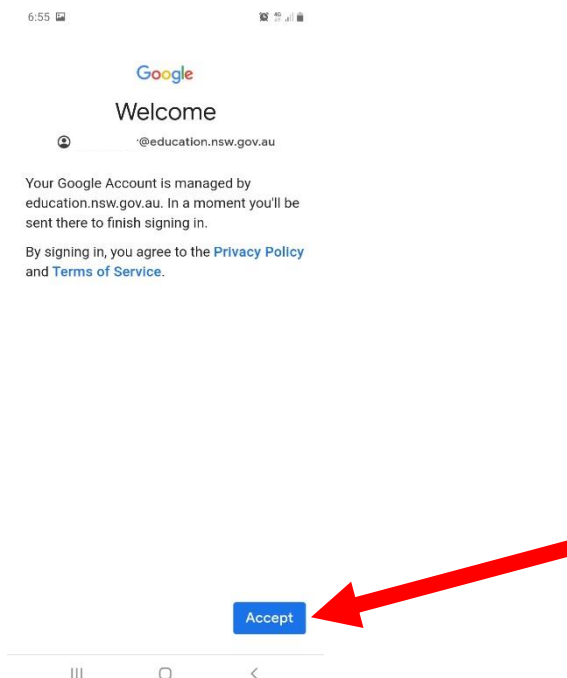 6:55
4G
Google
Welcome
@education.nsw.gov.au
Your Google Account is managed by
education.nsw.gov.au. In a moment you'll be
sent there to finish signing in.
By signing in, you agree to the Privacy Policy
and Terms of Service.
Accept